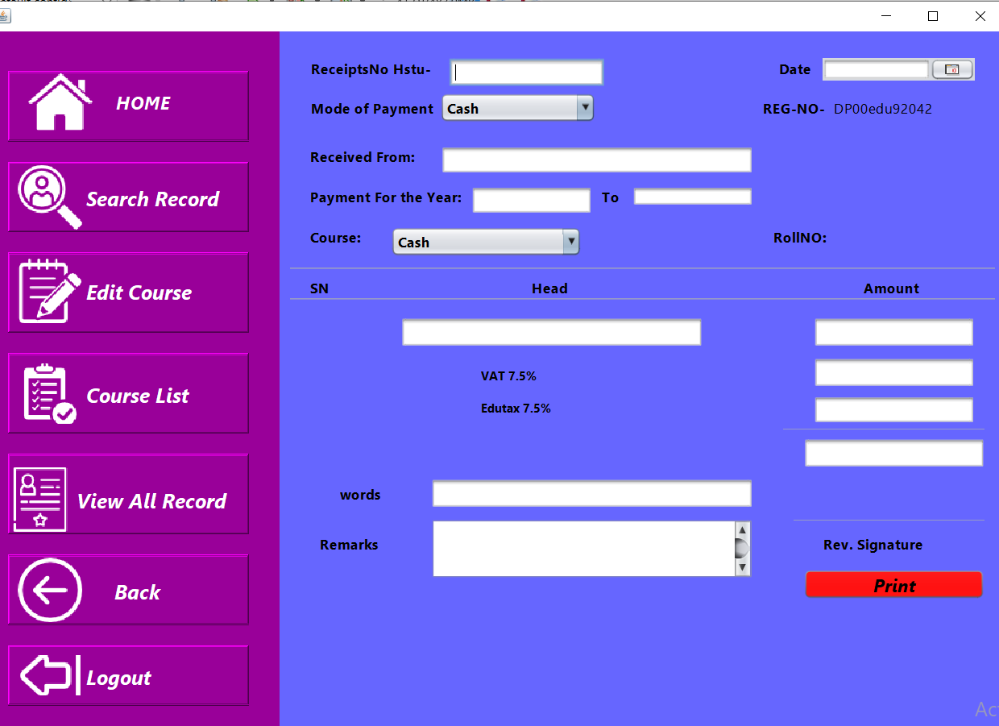 HOME
Search Record
Edit Course
Course List
View All Record
Back
Logout
ReceiptsNo Hstu-
Date
Mode of Payment Cash
REG-NO- DP00edu92042
Received From:
Payment For the Year: To
Course: Cash
RollNO:
SN Head Amount
VAT 7.5%
Edutax 7.5%
words
Remarks
Rev. Signature
Print